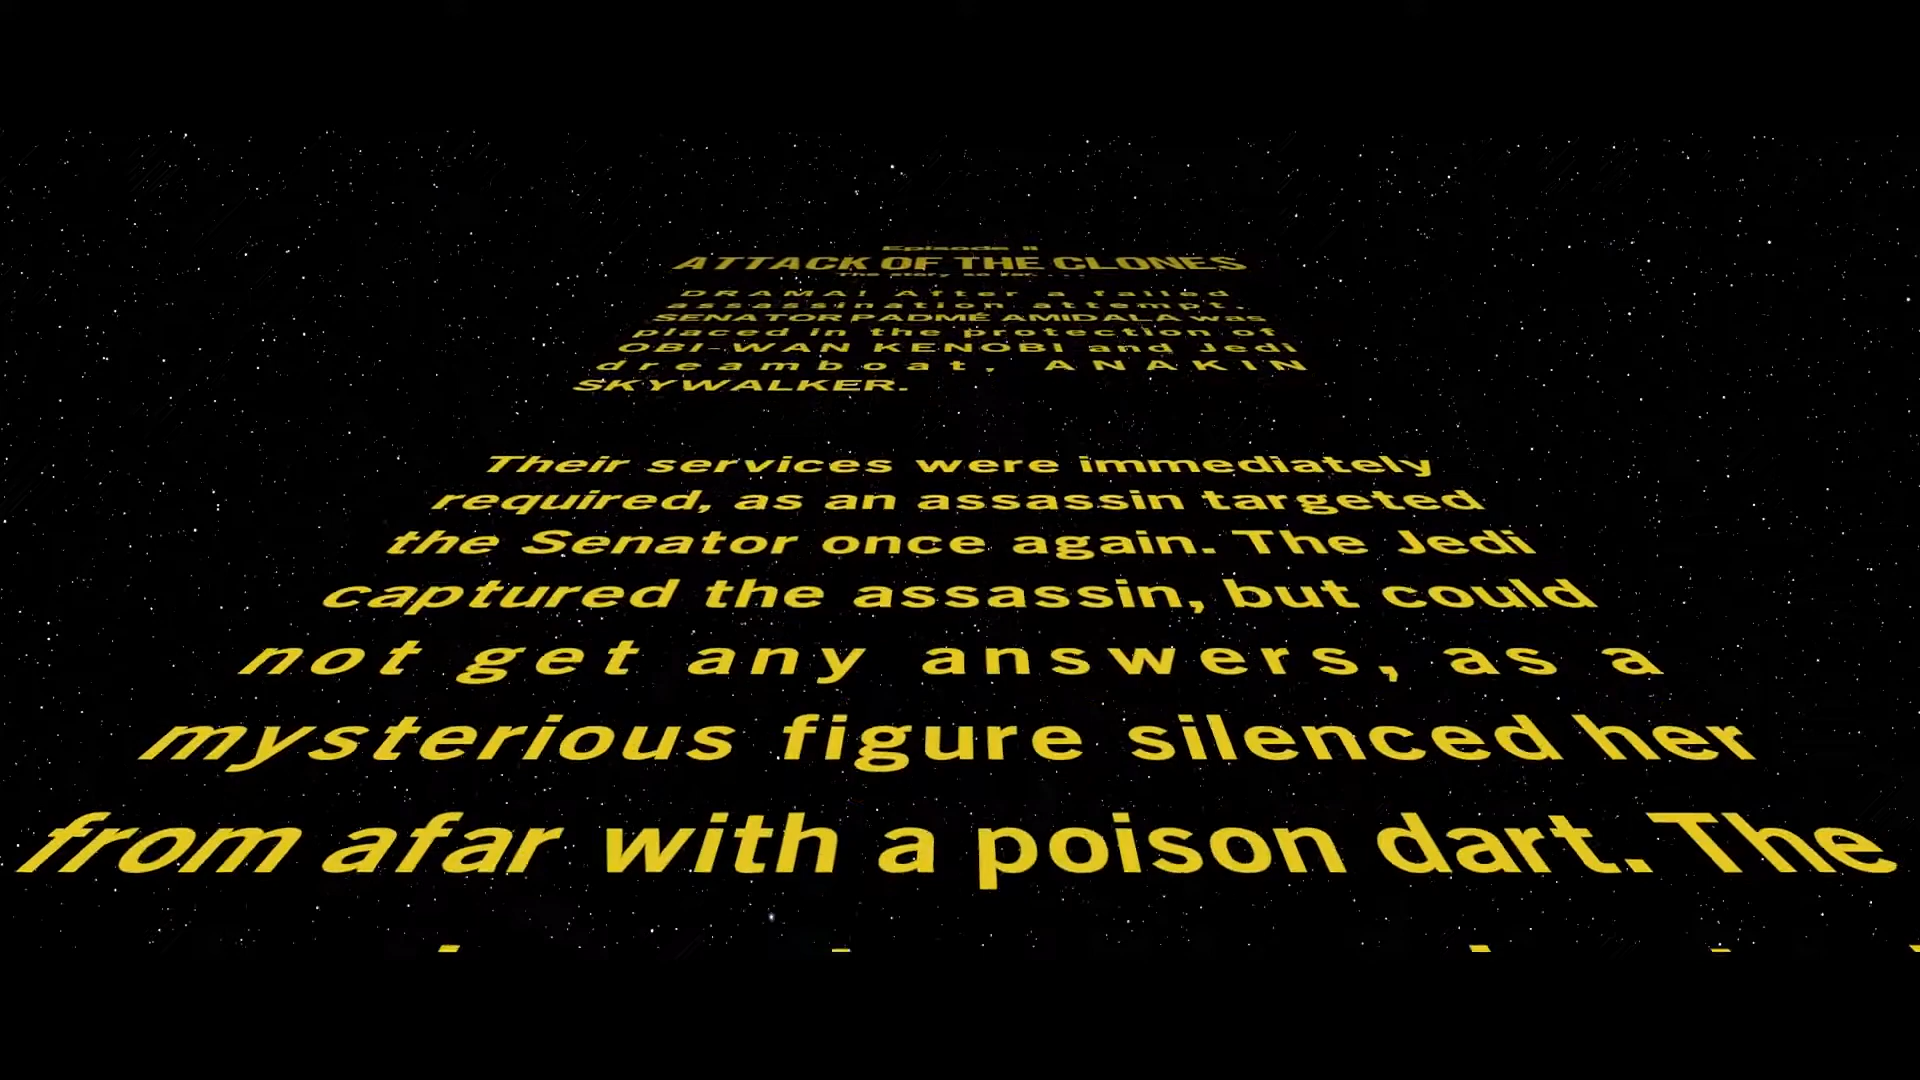 Episode II
ATTACK OF THE CLONES
The story so far. . .
DRAMA! After a failed
assassination attempt,
SENATOR PADMÉ AMIDALA was
placed in the protection of
OBI-WAN KENOBI and Jedi
dreamboat, ANAKIN
SKYWALKER.
Their services were immediately
required, as an assassin targeted
the Senator once again. The Jedi
captured the assassin, but could
not get any answers, as a
mysterious figure silenced her
from afar with a poison dart. The